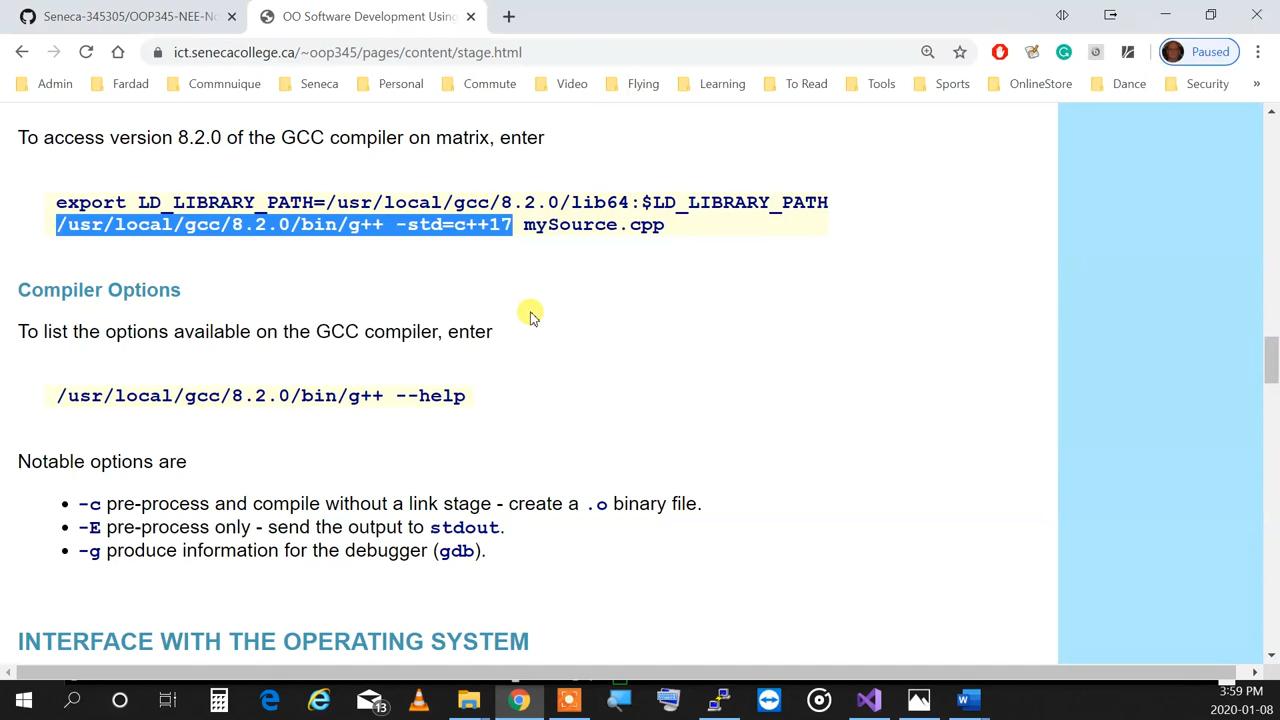 Seneca-345305/OOP345-NEE-No
OO Software Development Using
ict.senecacollege.ca/~oop345/pages/content/stage.html
Paused
Admin Fardad Commnuique Seneca Personal Commute Video Flying Learning To Read Tools Sports OnlineStore Dance Security »
To access version 8.2.0 of the GCC compiler on matrix, enter
export LD_LIBRARY_PATH=/usr/local/gcc/8.2.0/lib64:$LD_LIBRARY_PATH
/usr/local/gcc/8.2.0/bin/g++ -std=c++17 mySource.cpp
Compiler Options
To list the options available on the GCC compiler, enter
/usr/local/gcc/8.2.0/bin/g++ --help
Notable options are
• -c pre-process and compile without a link stage - create a .o binary file.
• -E pre-process only - send the output to stdout.
• -g produce information for the debugger (gdb).
INTERFACE WITH THE OPERATING SYSTEM
13
3:59 PM
2020-01-08